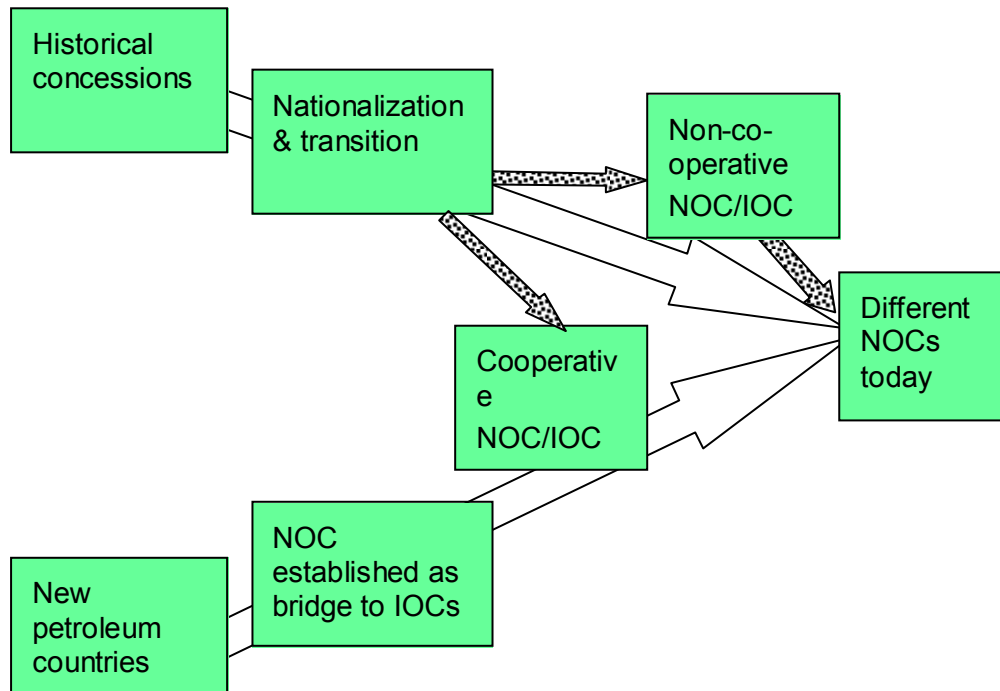 Historical
concessions
Nationalization
& transition
Non-co-
operative
NOC/IOC
Different
NOCs
today
Cooperativ
e
NOC/IOC
NOC
established as
bridge to IOCs
New
petroleum
countries